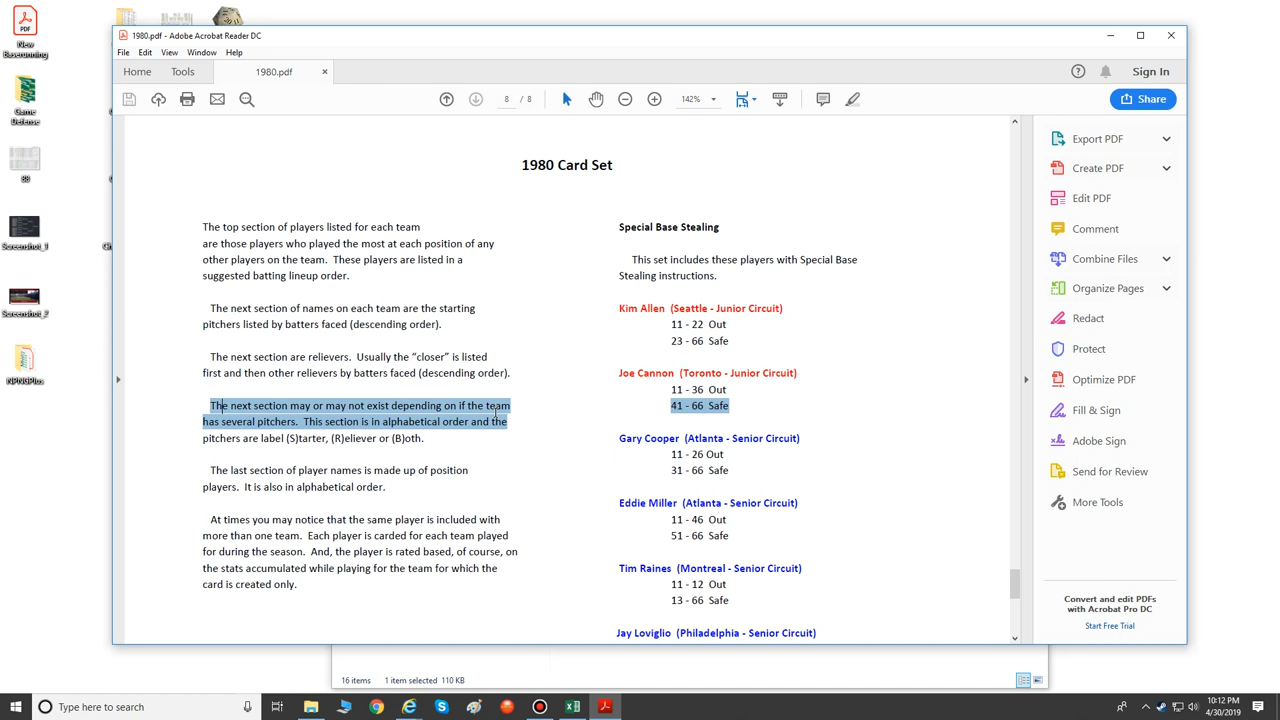 New
Baserunning
Game
Defense
88
Screenshot_1
Screenshot_2
NPNGPlus
1980.pdf - Adobe Acrobat Reader DC
File Edit View Window Help
Home Tools 1980.pdf × Sign In
8 / 8 142% Share
1980 Card Set
The top section of players listed for each team
are those players who played the most at each position of any
other players on the team. These players are listed in a
suggested batting lineup order.
The next section of names on each team are the starting
pitchers listed by batters faced (descending order).
The next section are relievers. Usually the “closer” is listed
first and then other relievers by batters faced (descending order).
The next section may or may not exist depending on if the team
has several pitchers. This section is in alphabetical order and the
pitchers are label (S)tarter, (R)eliever or (B)oth.
The last section of player names is made up of position
players. It is also in alphabetical order.
At times you may notice that the same player is included with
more than one team. Each player is carded for each team played
for during the season. And, the player is rated based, of course, on
the stats accumulated while playing for the team for which the
card is created only.
Special Base Stealing
This set includes these players with Special Base
Stealing instructions.
Kim Allen (Seattle - Junior Circuit)
11 - 22 Out
23 - 66 Safe
Joe Cannon (Toronto - Junior Circuit)
11 - 36 Out
41 - 66 Safe
Gary Cooper (Atlanta - Senior Circuit)
11 - 26 Out
31 - 66 Safe
Eddie Miller (Atlanta - Senior Circuit)
11 - 46 Out
51 - 66 Safe
Tim Raines (Montreal - Senior Circuit)
11 - 12 Out
13 - 66 Safe
Jay Loviglio (Philadelphia - Senior Circuit)
Export PDF
Create PDF
Edit PDF
Comment
Combine Files
Organize Pages
Redact
Protect
Optimize PDF
Fill & Sign
Adobe Sign
Send for Review
More Tools
Convert and edit PDFs
with Acrobat Pro DC
Start Free Trial
16 items 1 item selected 110 KB
Type here to search
10:12 PM
4/30/2019